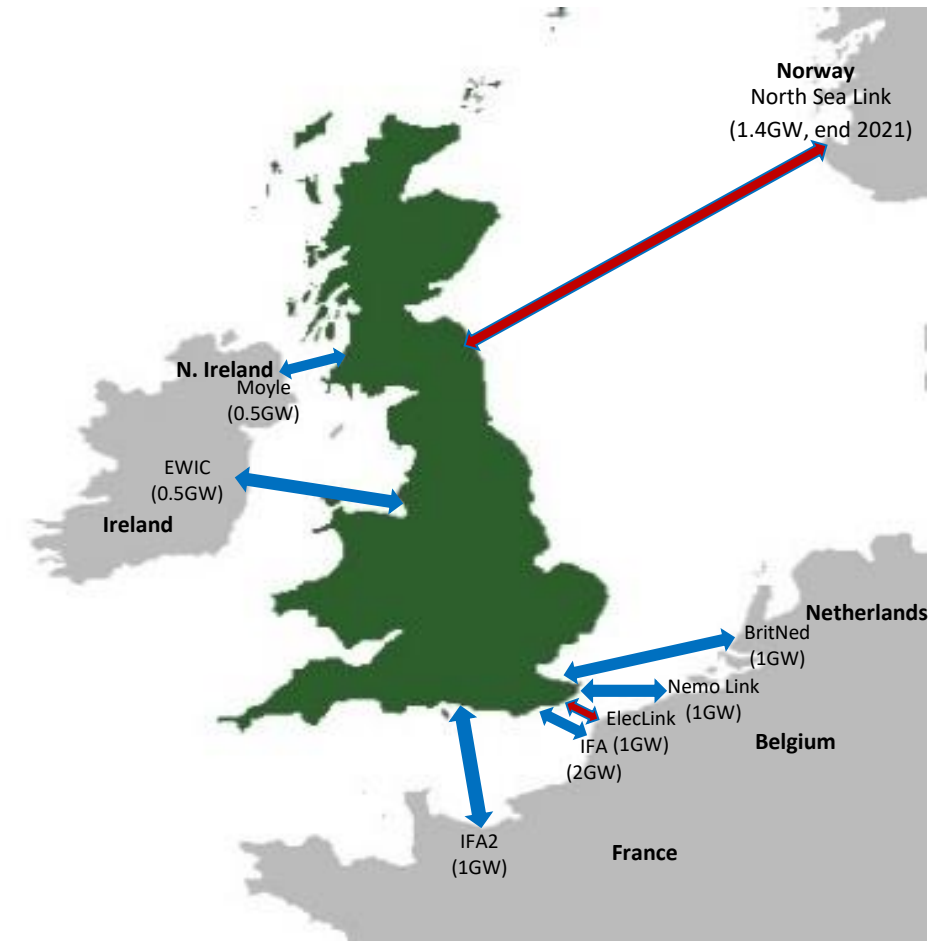 Norway
North Sea Link
(1.4GW, end 2021)
N. Ireland
Moyle
(0.5GW)
EWIC
(0.5GW)
Ireland
Netherlands
BritNed
(1GW)
Nemo Link
(1GW)
ElecLink
(1GW)
IFA
(2GW)
Belgium
IFA2
(1GW)
France